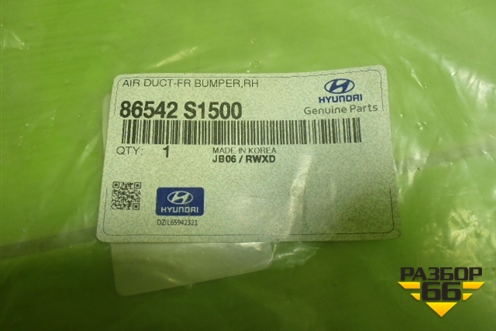 AIR DUCT-FR BUMPER,RH
86542 S1500
HYUNDAI
Genuine Parts
QTY: 1
MADE IN KOREA
JB06 / RWXD
HYUNDAI
DZIL65942321
РАЗБОР
66